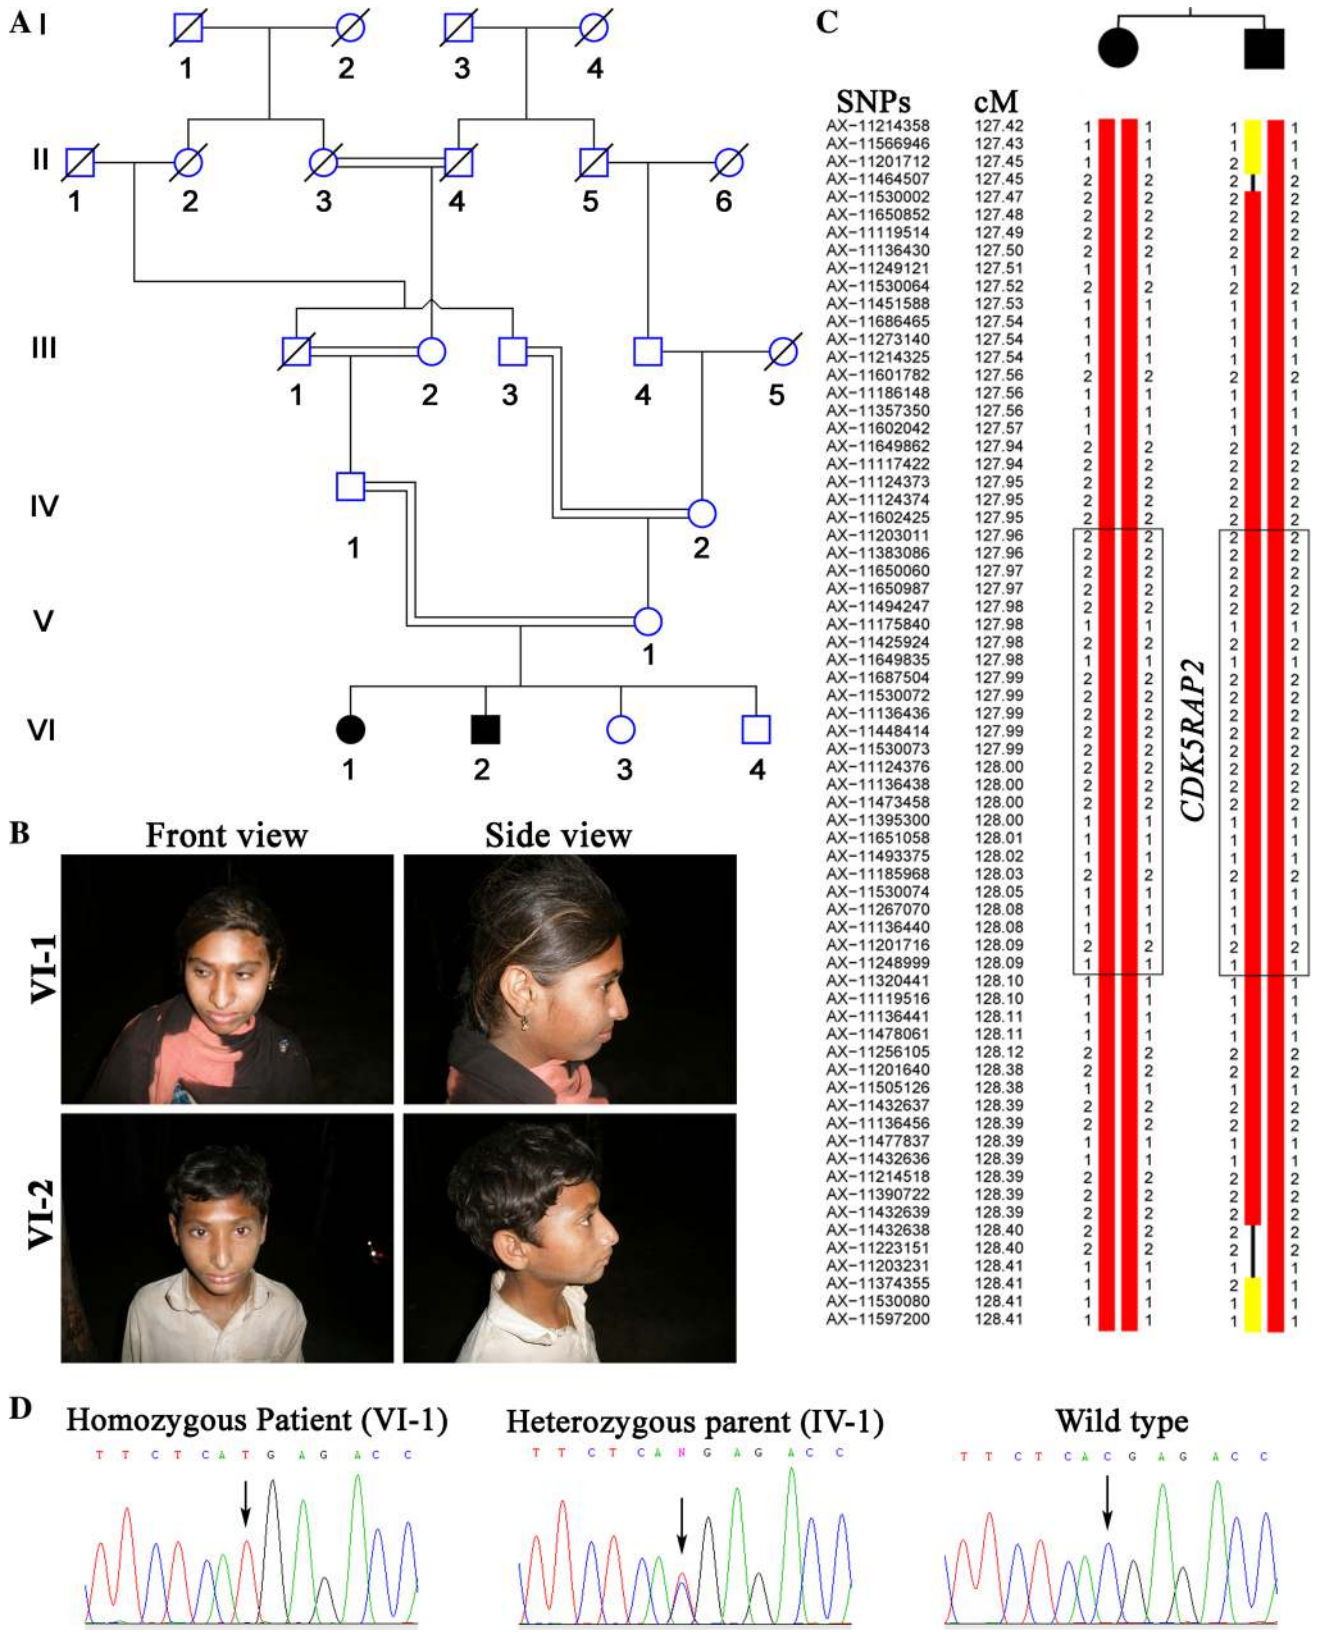 A I
1 2 3 4
II
1 2 3 4 5 6
III
1 2 3 4 5
IV
1 2
V
1
VI
1 2 3 4
B
Front view Side view
VI-1
VI-2
C
SNPs cM
AX-11214358 127.42 1 1 1 1
AX-11566946 127.43 1 1 1 1
AX-11201712 127.45 1 1 2 1
AX-11464507 127.45 2 2 2 2
AX-11530002 127.47 2 2 2 2
AX-11650852 127.48 2 2 2 2
AX-11119514 127.49 2 2 2 2
AX-11136430 127.50 2 2 2 2
AX-11249121 127.51 1 1 1 1
AX-11530064 127.52 2 2 2 2
AX-11451588 127.53 1 1 1 1
AX-11686465 127.54 1 1 1 1
AX-11273140 127.54 1 1 1 1
AX-11214325 127.54 1 1 1 1
AX-11601782 127.56 2 2 2 2
AX-11186148 127.56 1 1 1 1
AX-11357350 127.56 1 1 1 1
AX-11602042 127.57 1 1 1 1
AX-11649862 127.94 2 2 2 2
AX-11117422 127.94 2 2 2 2
AX-11124373 127.95 2 2 2 2
AX-11124374 127.95 2 2 2 2
AX-11602425 127.95 2 2 2 2
AX-11203011 127.96 2 2 2 2
AX-11383086 127.96 2 2 2 2
AX-11650060 127.97 2 2 2 2
AX-11650987 127.97 2 2 2 2
AX-11494247 127.98 2 2 2 2
AX-11175840 127.98 1 1 1 1
AX-11425924 127.98 2 2 2 2
AX-11649835 127.98 1 1 1 1
AX-11687504 127.99 2 2 2 2
AX-11530072 127.99 2 2 2 2
AX-11136436 127.99 2 2 2 2
AX-11448414 127.99 2 2 2 2
AX-11530073 127.99 2 2 2 2
AX-11124376 128.00 2 2 2 2
AX-11136438 128.00 2 2 2 2
AX-11473458 128.00 2 2 2 2
AX-11395300 128.00 1 1 1 1
AX-11651058 128.01 1 1 1 1
AX-11493375 128.02 1 1 1 1
AX-11185968 128.03 2 2 2 2
AX-11530074 128.05 1 1 1 1
AX-11267070 128.08 1 1 1 1
AX-11136440 128.08 1 1 1 1
AX-11201716 128.09 2 2 2 2
AX-11248999 128.09 1 1 1 1
AX-11320441 128.10 1 1 1 1
AX-11119516 128.10 1 1 1 1
AX-11136441 128.11 1 1 1 1
AX-11478061 128.11 1 1 1 1
AX-11256105 128.12 2 2 2 2
AX-11201640 128.38 2 2 2 2
AX-11505126 128.38 1 1 1 1
AX-11432637 128.39 2 2 2 2
AX-11136456 128.39 2 2 2 2
AX-11477837 128.39 1 1 1 1
AX-11432636 128.39 1 1 1 1
AX-11214518 128.39 2 2 2 2
AX-11390722 128.39 2 2 2 2
AX-11432639 128.39 2 2 2 2
AX-11432638 128.40 2 2 2 2
AX-11223151 128.40 2 2 2 2
AX-11203231 128.41 1 1 1 1
AX-11374355 128.41 1 1 2 1
AX-11530080 128.41 1 1 1 1
AX-11597200 128.41 1 1 1 1
CDK5RAP2
D
Homozygous Patient (VI-1)
T T C T C A T G A G A C C
Heterozygous parent (IV-1)
T T C T C A N G A G A C C
Wild type
T T C T C A C G A G A C C